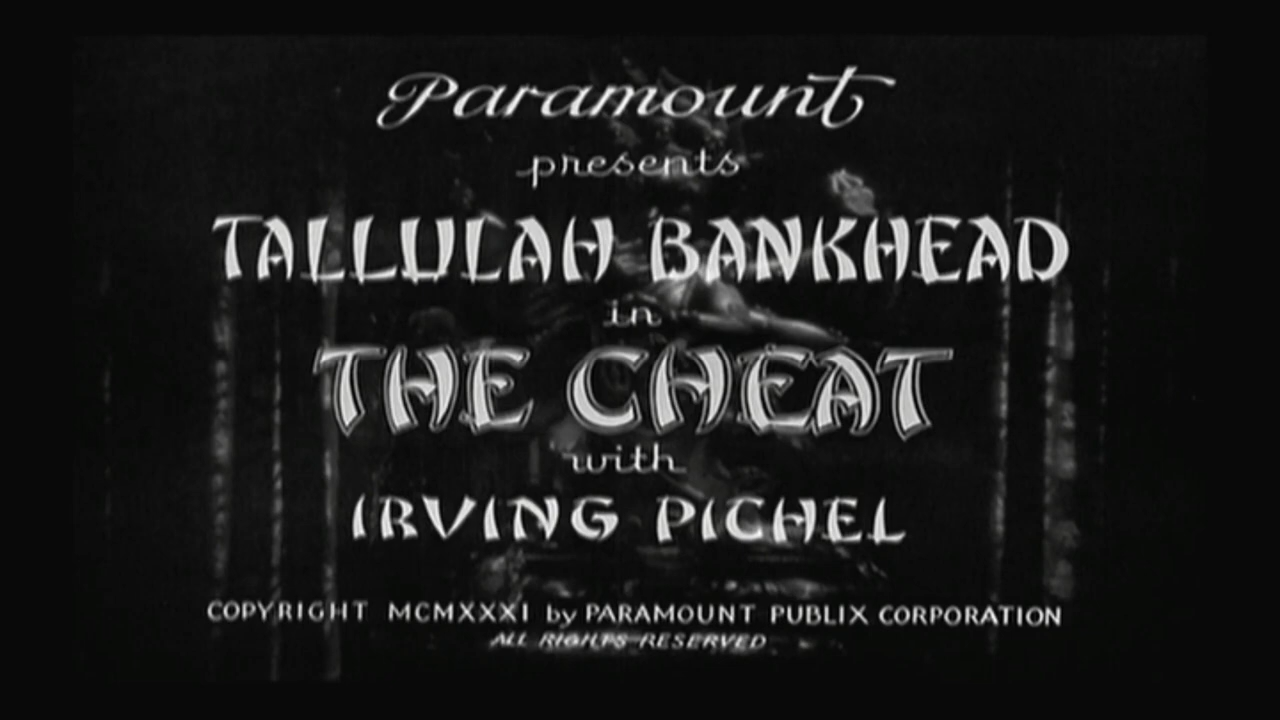 Paramount
presents
TALLULAH BANKHEAD
in
THE CHEAT
with
IRVING PICHEL
COPYRIGHT MCMXXXI by PARAMOUNT PUBLIX CORPORATION
ALL RIGHTS RESERVED